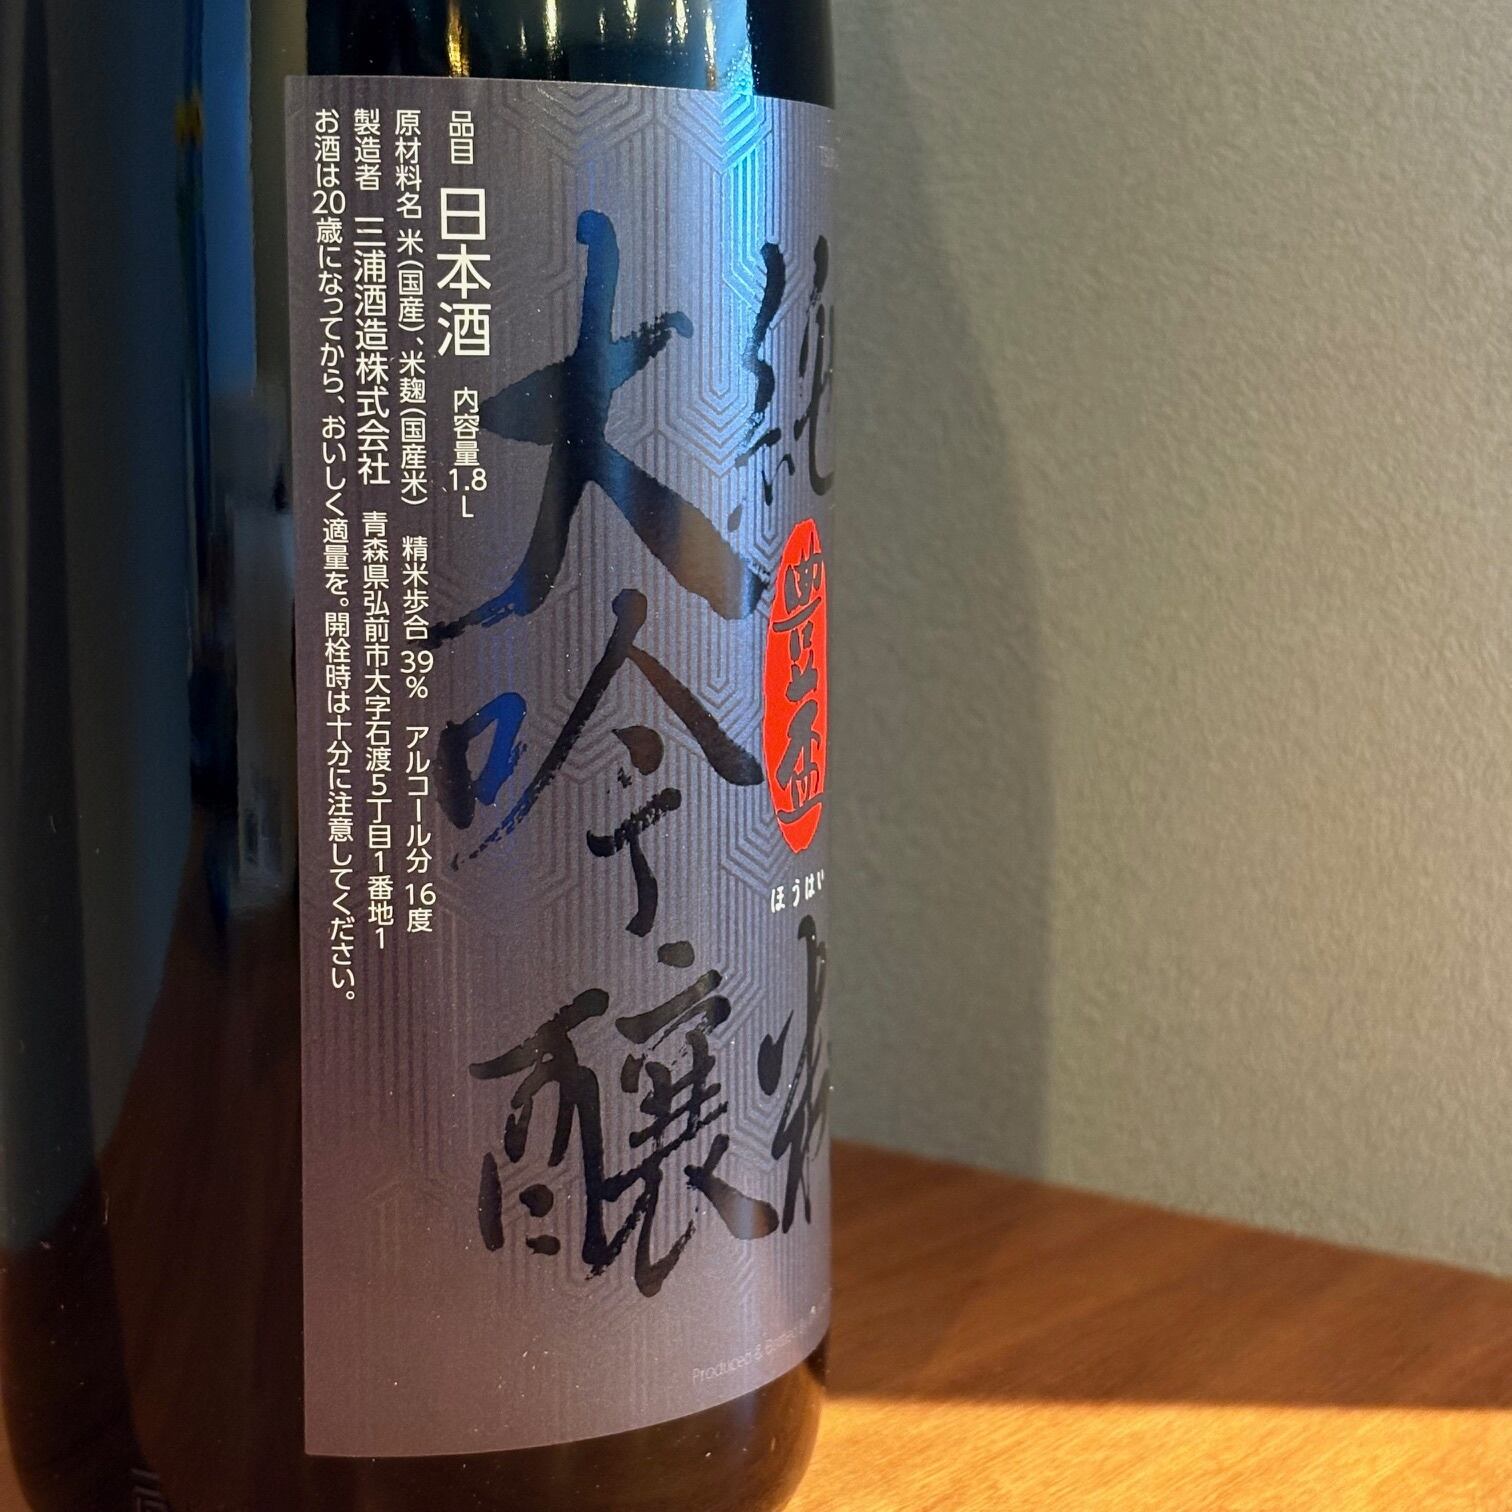 純米
豊盃
ほうはい
大吟醸
品目 日本酒 内容量 1.8L
原材料名 米(国産)、米麹(国産米) 精米歩合 39% アルコール分 16度
製造者 三浦酒造株式会社 青森県弘前市大字石渡5丁目1番地1
お酒は20歳になってから、おいしく適量を。開栓時は十分に注意してください。
Produced &